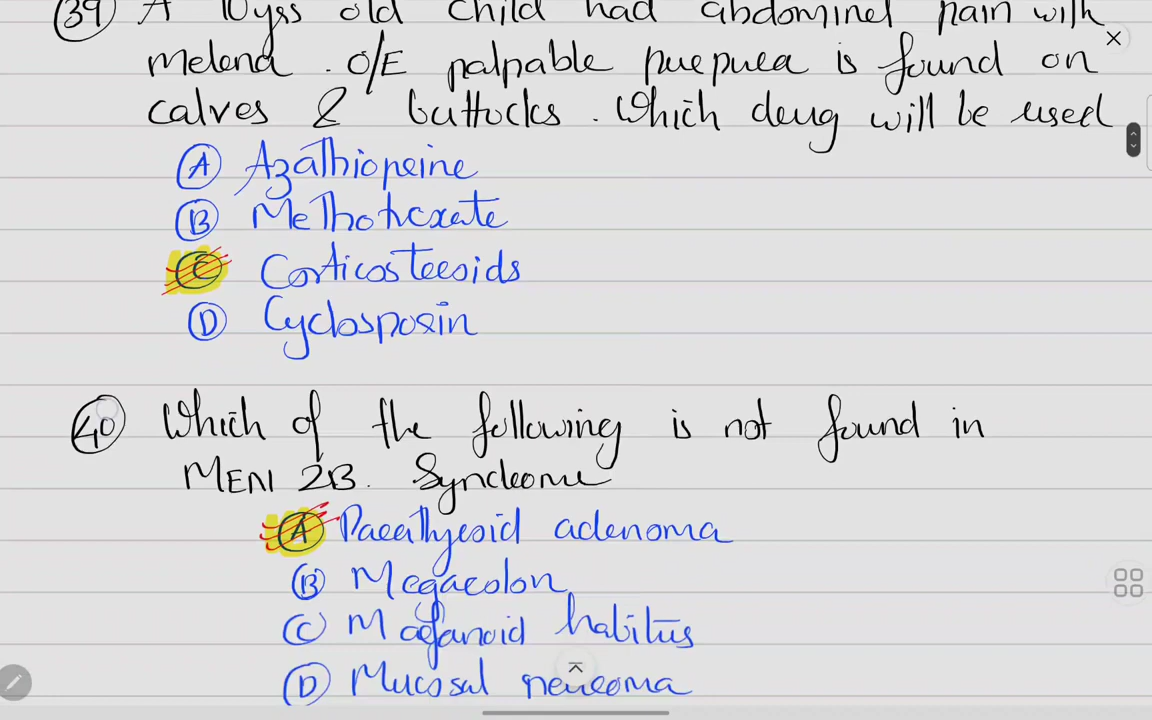 39 A 10yrs old child had abdominel pain with
melena. O/E palpable purpura is found on
calves & buttocks. Which drug will be used
A Azathioprine
B Methotrexate
C Corticosteroids
D Cyclosporin
40 Which of the following is not found in
MEN 2B. Syndrome
A Parathyroid adenoma
B Megacolon
C Marfanoid habitus
D Mucosal neuroma